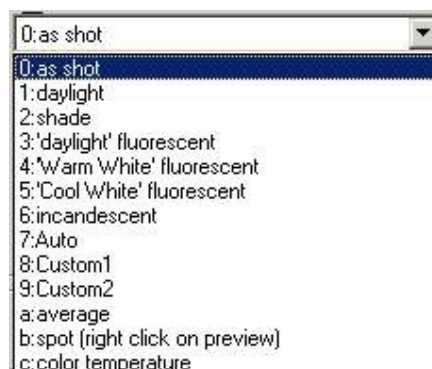 0:as shot
0:as shot
1:daylight
2:shade
3:'daylight' fluorescent
4:'Warm White' fluorescent
5:'Cool White' fluorescent
6:incandescent
7:Auto
8:Custom1
9:Custom2
a:average
b:spot (right click on preview)
c:color temperature